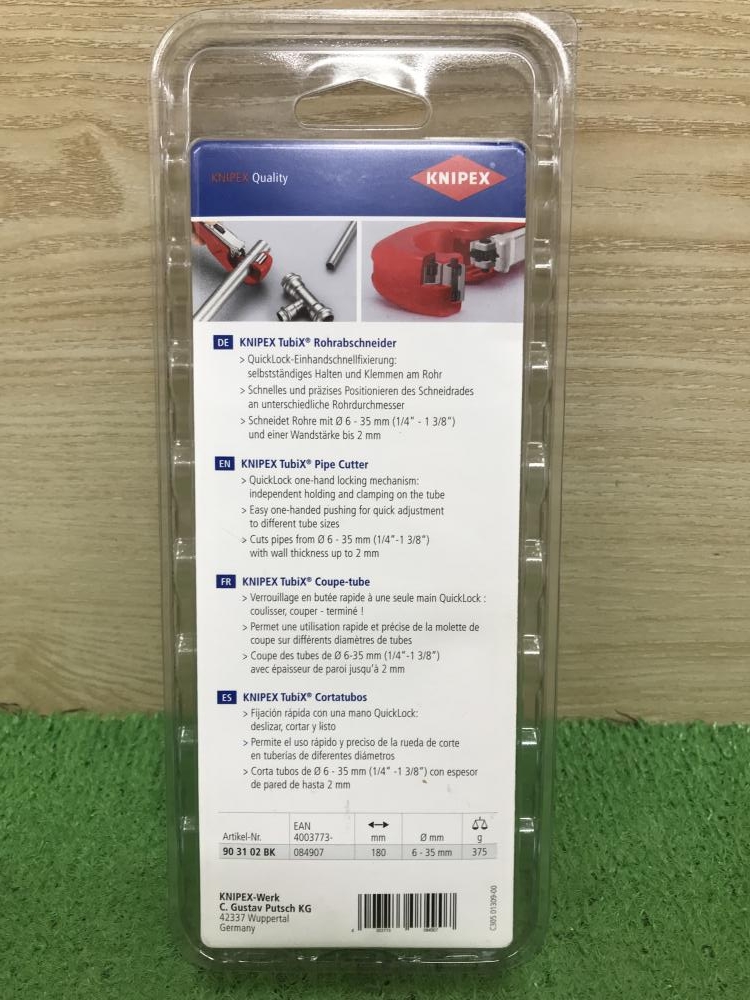 KNIPEX Quality
KNIPEX
DE KNIPEX TubiX® Rohrabschneider
> QuickLock-Einhandschnellfixierung:
selbstständiges Halten und Klemmen am Rohr
> Schnelles und präzises Positionieren des Schneidrades
an unterschiedliche Rohrdurchmesser
> Schneidet Rohre mit Ø 6 - 35 mm (1/4" - 1 3/8")
und einer Wandstärke bis 2 mm
EN KNIPEX TubiX® Pipe Cutter
> QuickLock one-hand locking mechanism:
independent holding and clamping on the tube
> Easy one-handed pushing for quick adjustment
to different tube sizes
> Cuts pipes from Ø 6 - 35 mm (1/4"-1 3/8")
with wall thickness up to 2 mm
FR KNIPEX TubiX® Coupe-tube
> Verrouillage en butée rapide à une seule main QuickLock :
coulisser, couper - terminé !
> Permet une utilisation rapide et précise de la molette de
coupe sur différents diamètres de tubes
> Coupe des tubes de Ø 6-35 mm (1/4"-1 3/8")
avec épaisseur de paroi jusqu'à 2 mm
ES KNIPEX TubiX® Cortatubos
> Fijación rápida con una mano QuickLock:
deslizar, cortar y listo
> Permite el uso rápido y preciso de la rueda de corte
en tuberías de diferentes diámetros
> Corta tubos de Ø 6 - 35 mm (1/4" -1 3/8") con espesor
de pared de hasta 2 mm
EAN
Artikel-Nr. 4003773- mm Ø mm g
90 31 02 BK 084907 180 6 - 35 mm 375
KNIPEX-Werk
C. Gustav Putsch KG
42337 Wuppertal
Germany
C305 01309-00